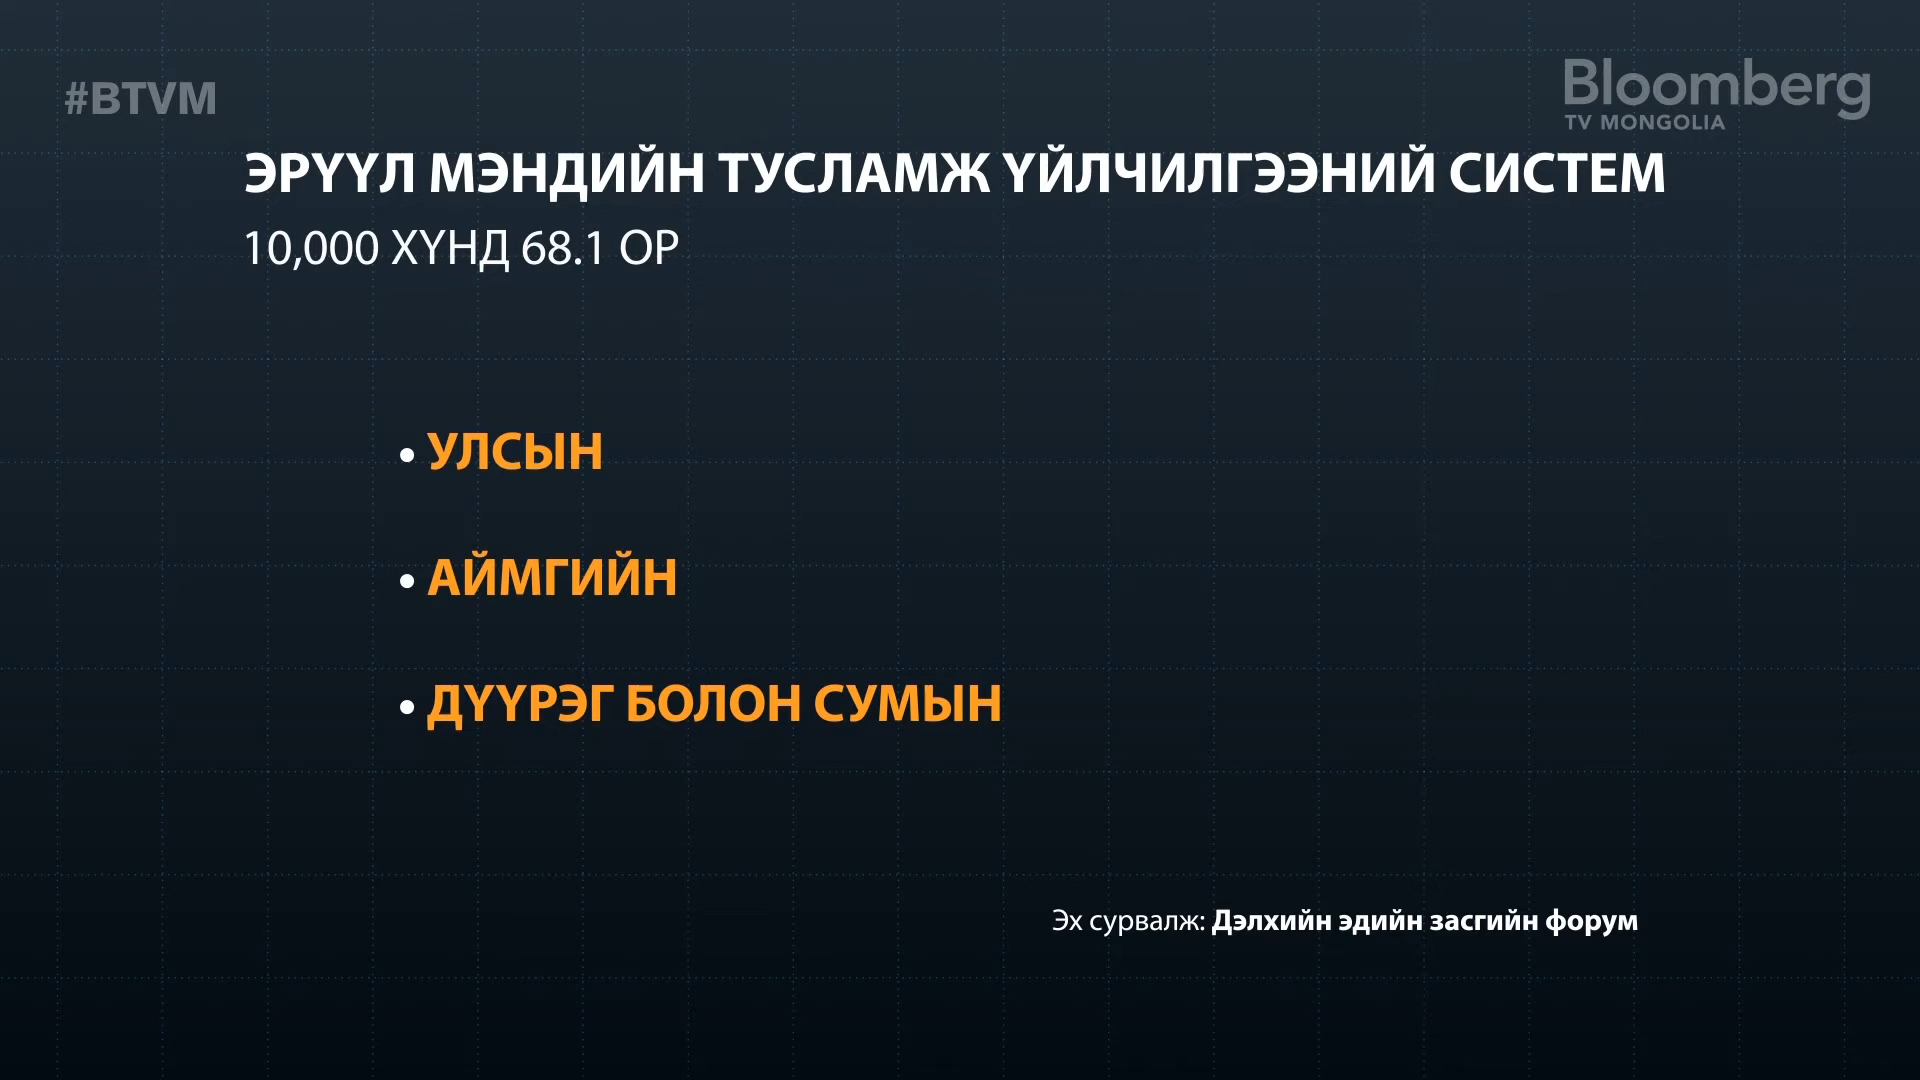 #BTVM
Bloomberg
TV MONGOLIA
ЭРҮҮЛ МЭНДИЙН ТУСЛАМЖ ҮЙЛЧИЛГЭЭНИЙ СИСТЕМ
10,000 ХҮНД 68.1 ОР
• УЛСЫН
• АЙМГИЙН
• ДҮҮРЭГ БОЛОН СУМЫН
Эх сурвалж: Дэлхийн эдийн засгийн форум